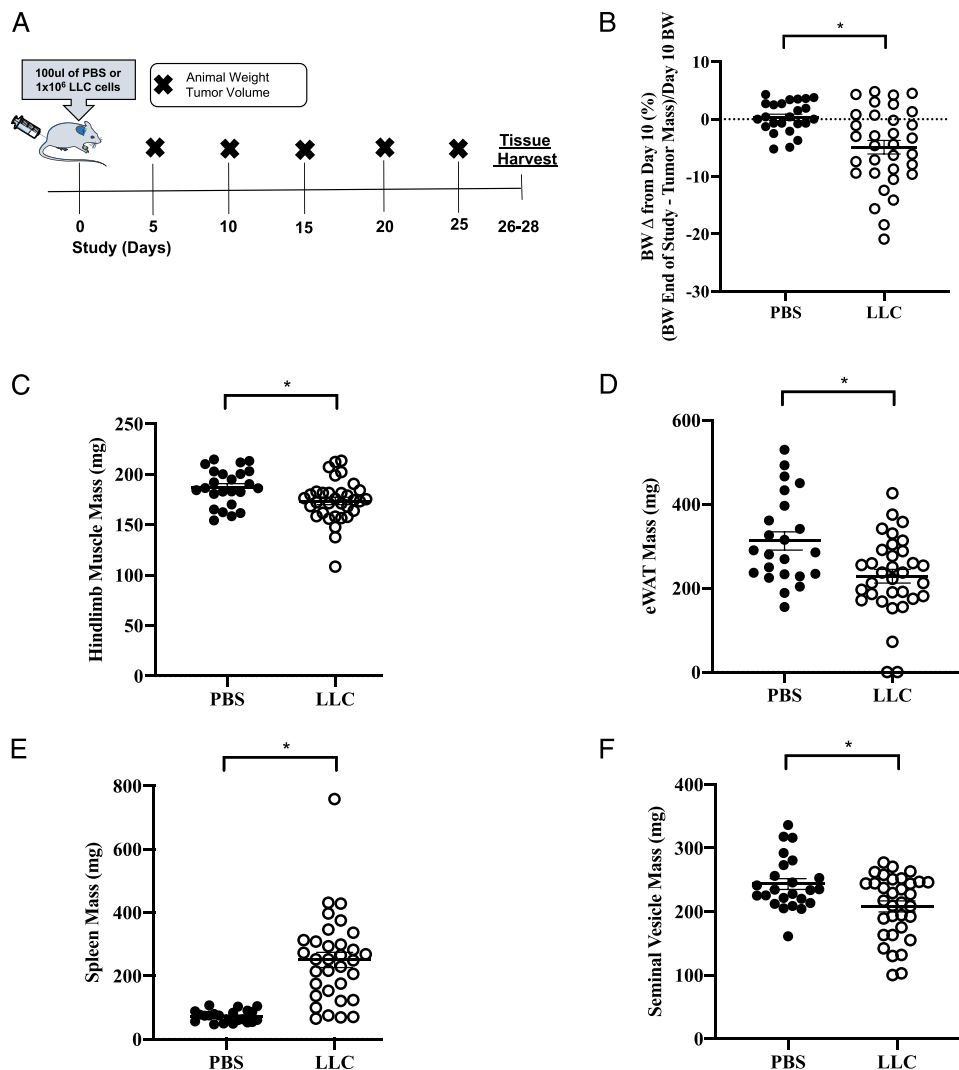 A
100ul of PBS or
1x10⁶ LLC cells
Animal Weight
Tumor Volume
Tissue
Harvest
0
5
10
15
20
25
26-28
Study (Days)
B
*
BW Δ from Day 10 (%)
(BW End of Study - Tumor Mass)/Day 10 BW
10
0
-10
-20
-30
PBS
LLC
C
*
Hindlimb Muscle Mass (mg)
250
200
150
100
50
0
PBS
LLC
D
*
eWAT Mass (mg)
600
400
200
0
PBS
LLC
E
*
Spleen Mass (mg)
800
600
400
200
0
PBS
LLC
F
*
Seminal Vesicle Mass (mg)
400
300
200
100
0
PBS
LLC